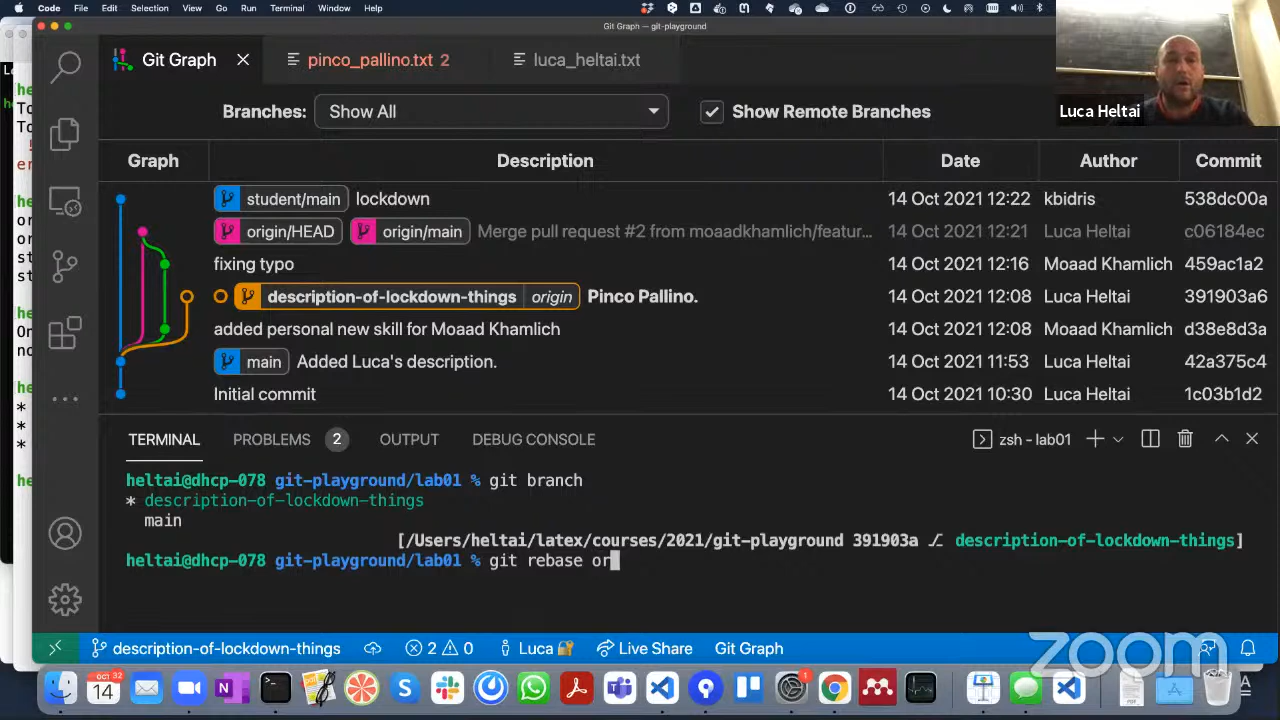 Code File Edit Selection View Go Run Terminal Window Help
Git Graph — git-playground
Git Graph
pinco_pallino.txt 2
luca_heltai.txt
Luca Heltai
Branches: Show All Show Remote Branches
Graph Description Date Author Commit
student/main lockdown 14 Oct 2021 12:22 kbidris 538dc00a
origin/HEAD origin/main Merge pull request #2 from moaadkhamlich/featur... 14 Oct 2021 12:21 Luca Heltai c06184ec
fixing typo 14 Oct 2021 12:16 Moaad Khamlich 459ac1a2
description-of-lockdown-things origin Pinco Pallino. 14 Oct 2021 12:08 Luca Heltai 391903a6
added personal new skill for Moaad Khamlich 14 Oct 2021 12:08 Moaad Khamlich d38e8d3a
main Added Luca's description. 14 Oct 2021 11:53 Luca Heltai 42a375c4
Initial commit 14 Oct 2021 10:30 Luca Heltai 1c03b1d2
TERMINAL PROBLEMS 2 OUTPUT DEBUG CONSOLE zsh - lab01
heltai@dhcp-078 git-playground/lab01 % git branch
* description-of-lockdown-things
main
[/Users/heltai/latex/courses/2021/git-playground 391903a ⎇ description-of-lockdown-things]
heltai@dhcp-078 git-playground/lab01 % git rebase or
description-of-lockdown-things 2 0 Luca Live Share Git Graph
zoom
OCT
14
1